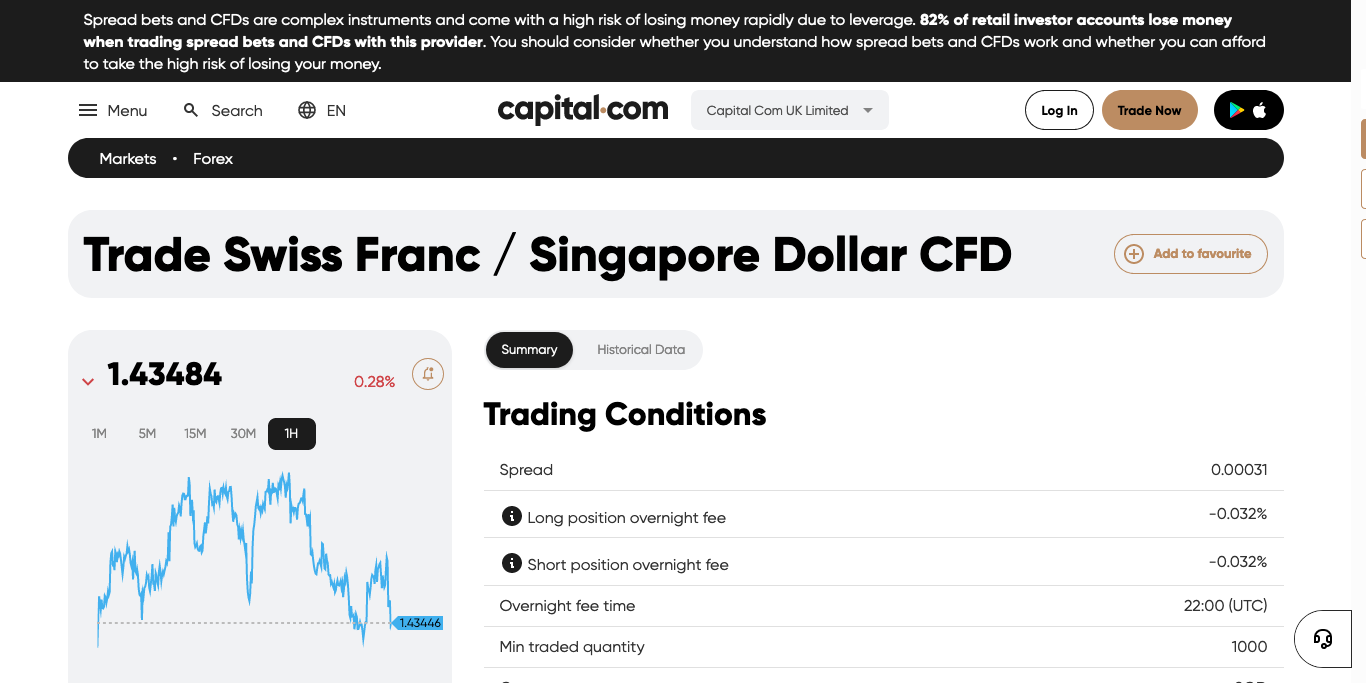 Spread bets and CFDs are complex instruments and come with a high risk of losing money rapidly due to leverage. 82% of retail investor accounts lose money
when trading spread bets and CFDs with this provider. You should consider whether you understand how spread bets and CFDs work and whether you can afford
to take the high risk of losing your money.
Menu Search EN capital.com Capital Com UK Limited Log In Trade Now
Markets • Forex
Trade Swiss Franc / Singapore Dollar CFD Add to favourite
1.43484 0.28%
1M 5M 15M 30M 1H
1.43446
Summary Historical Data
Trading Conditions
Spread 0.00031
Long position overnight fee -0.032%
Short position overnight fee -0.032%
Overnight fee time 22:00 (UTC)
Min traded quantity 1000